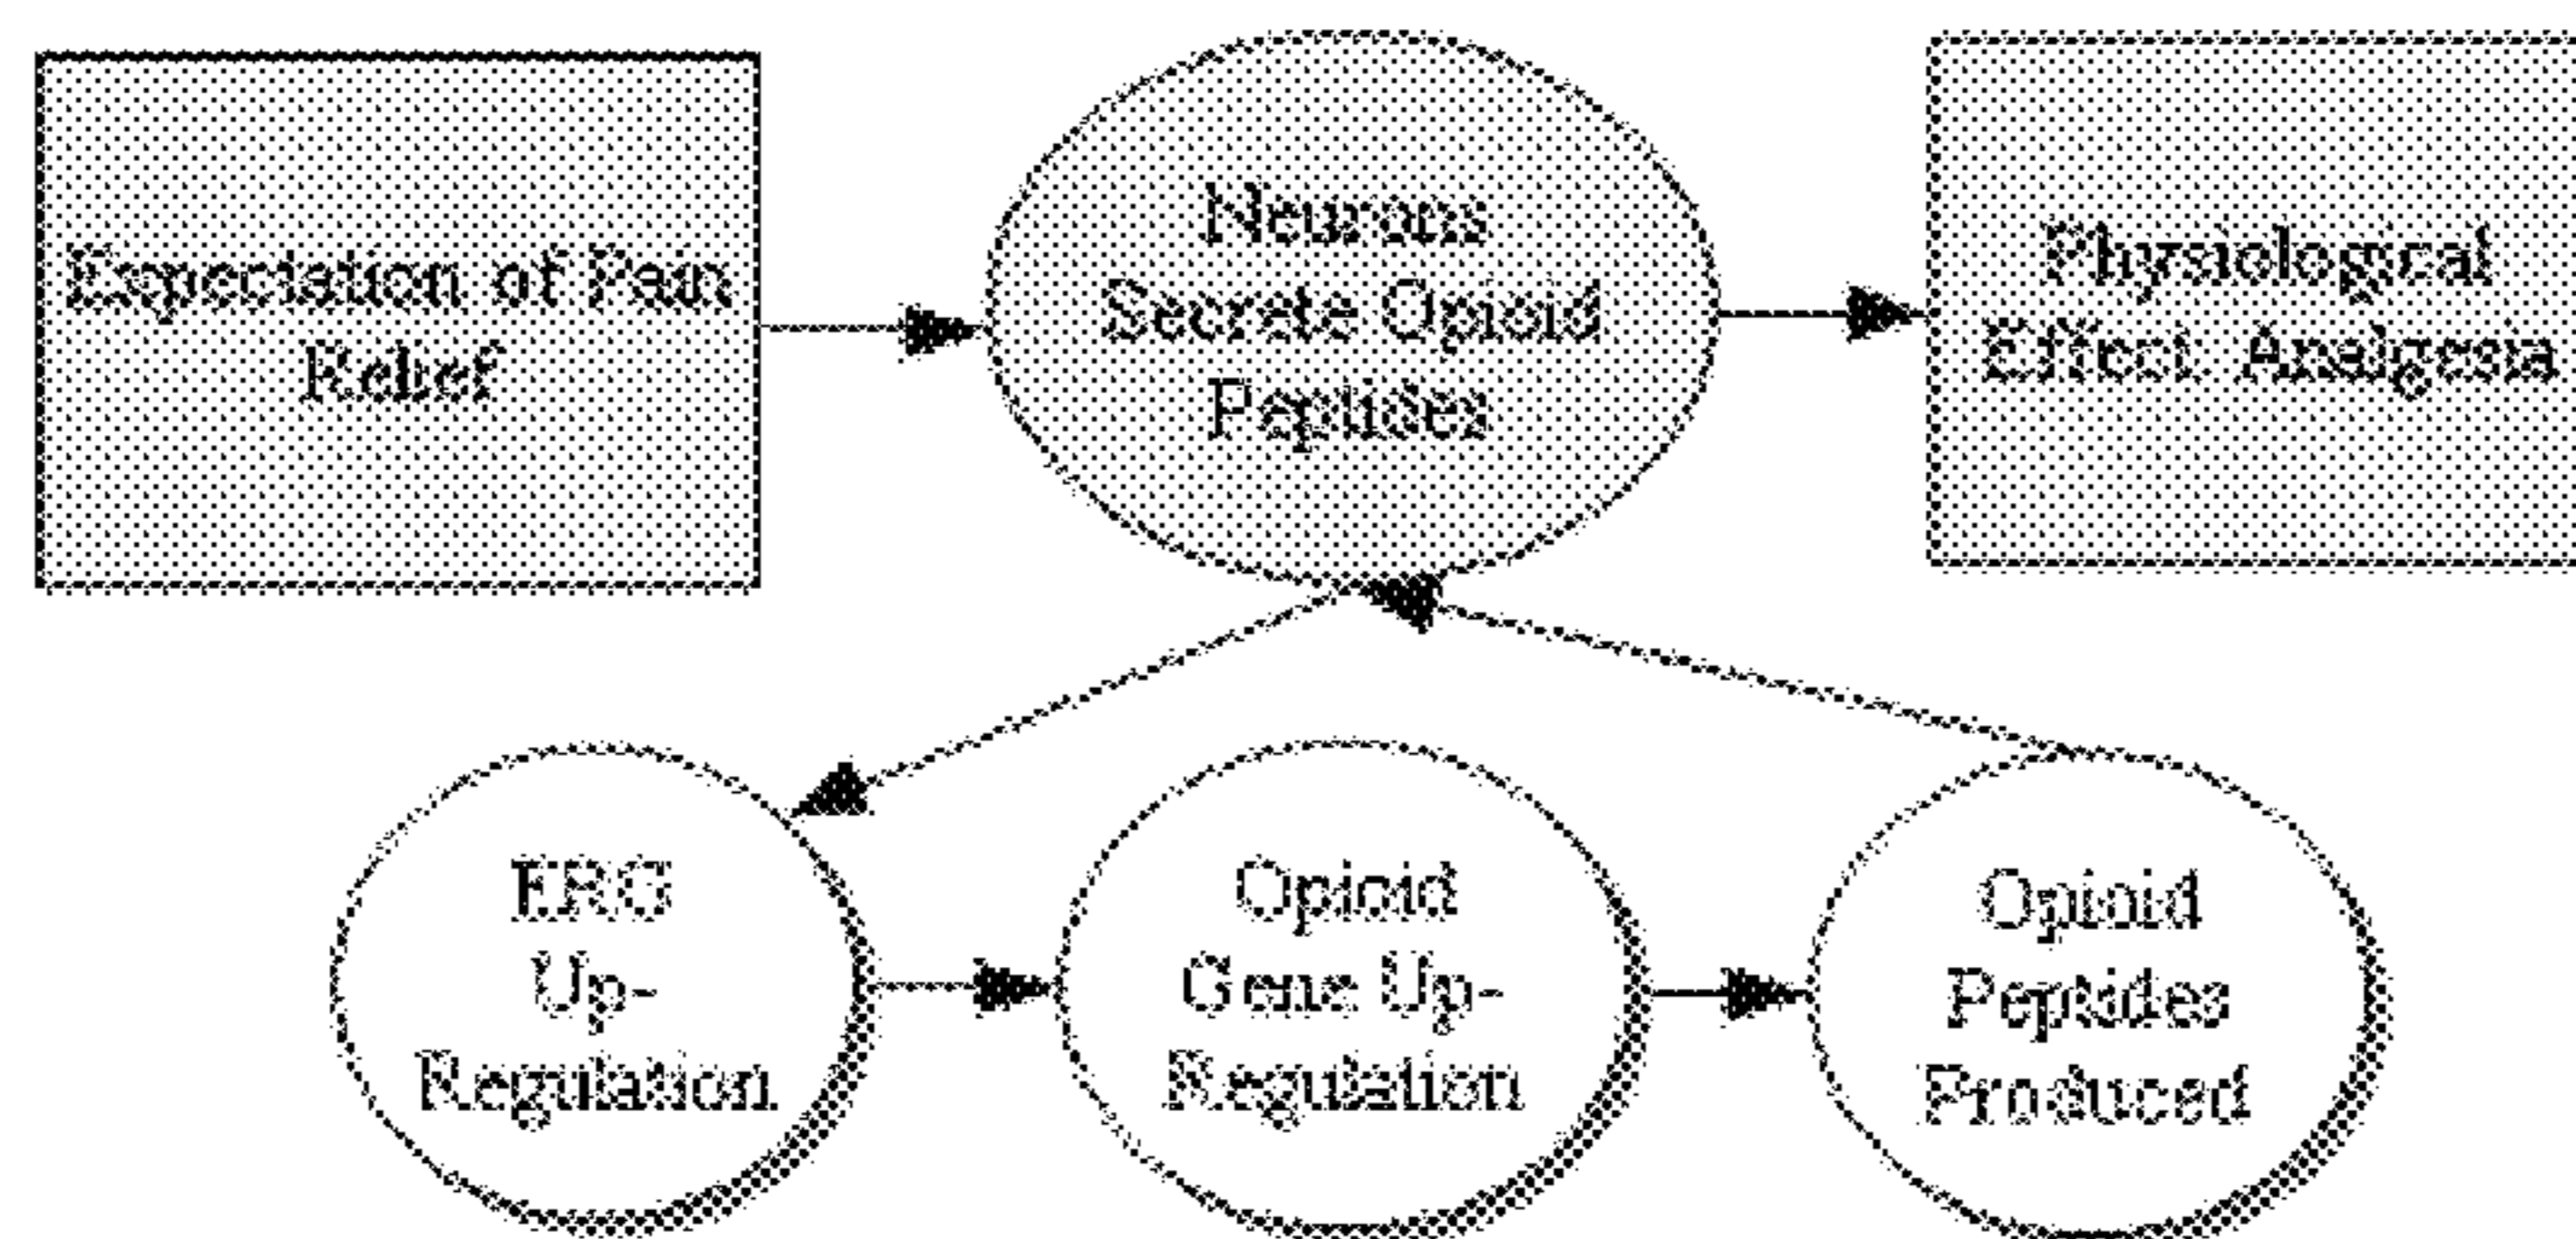 Expectation of Pain
Relief
Neurons
Secrete Opioid
Peptides
Physiological
Effect: Analgesia
ERG
Up-
Regulation
Opioid
Gene Up-
Regulation
Opioid
Peptides
Produced